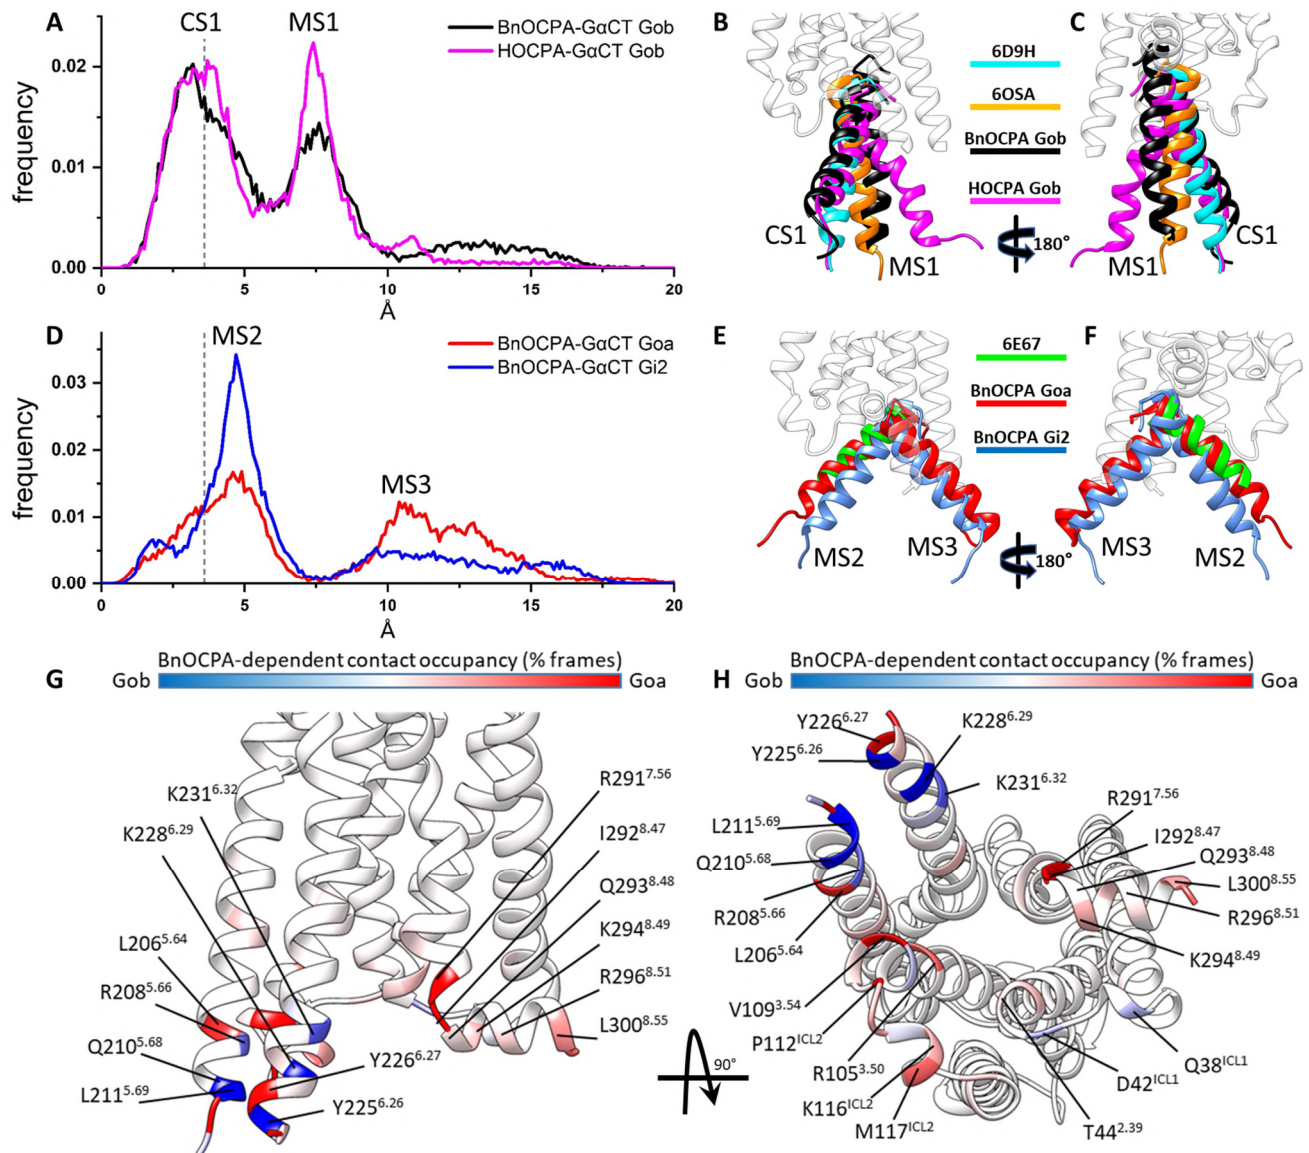 A
CS1
MS1
BnOCPA-GαCT Gob
HOCPA-GαCT Gob
0.02
0.01
0.00
frequency
0
5
10
15
20
Å
B
C
6D9H
6OSA
BnOCPA Gob
HOCPA Gob
180°
CS1
MS1
MS1
CS1
D
MS2
MS3
BnOCPA-GαCT Goa
BnOCPA-GαCT Gi2
0.03
0.02
0.01
0.00
frequency
0
5
10
15
20
Å
E
F
6E67
BnOCPA Goa
BnOCPA Gi2
180°
MS2
MS3
MS3
MS2
G
BnOCPA-dependent contact occupancy (% frames)
Gob
Goa
K231^6.32
K228^6.29
L206^5.64
R208^5.66
Q210^5.68
L211^5.69
Y226^6.27
Y225^6.26
R291^7.56
I292^8.47
Q293^8.48
K294^8.49
R296^8.51
L300^8.55
90°
H
BnOCPA-dependent contact occupancy (% frames)
Gob
Goa
Y226^6.27
Y225^6.26
K228^6.29
K231^6.32
L211^5.69
Q210^5.68
R208^5.66
L206^5.64
V109^3.54
P112^ICL2
R105^3.50
K116^ICL2
M117^ICL2
R291^7.56
I292^8.47
Q293^8.48
L300^8.55
R296^8.51
K294^8.49
Q38^ICL1
D42^ICL1
T44^2.39